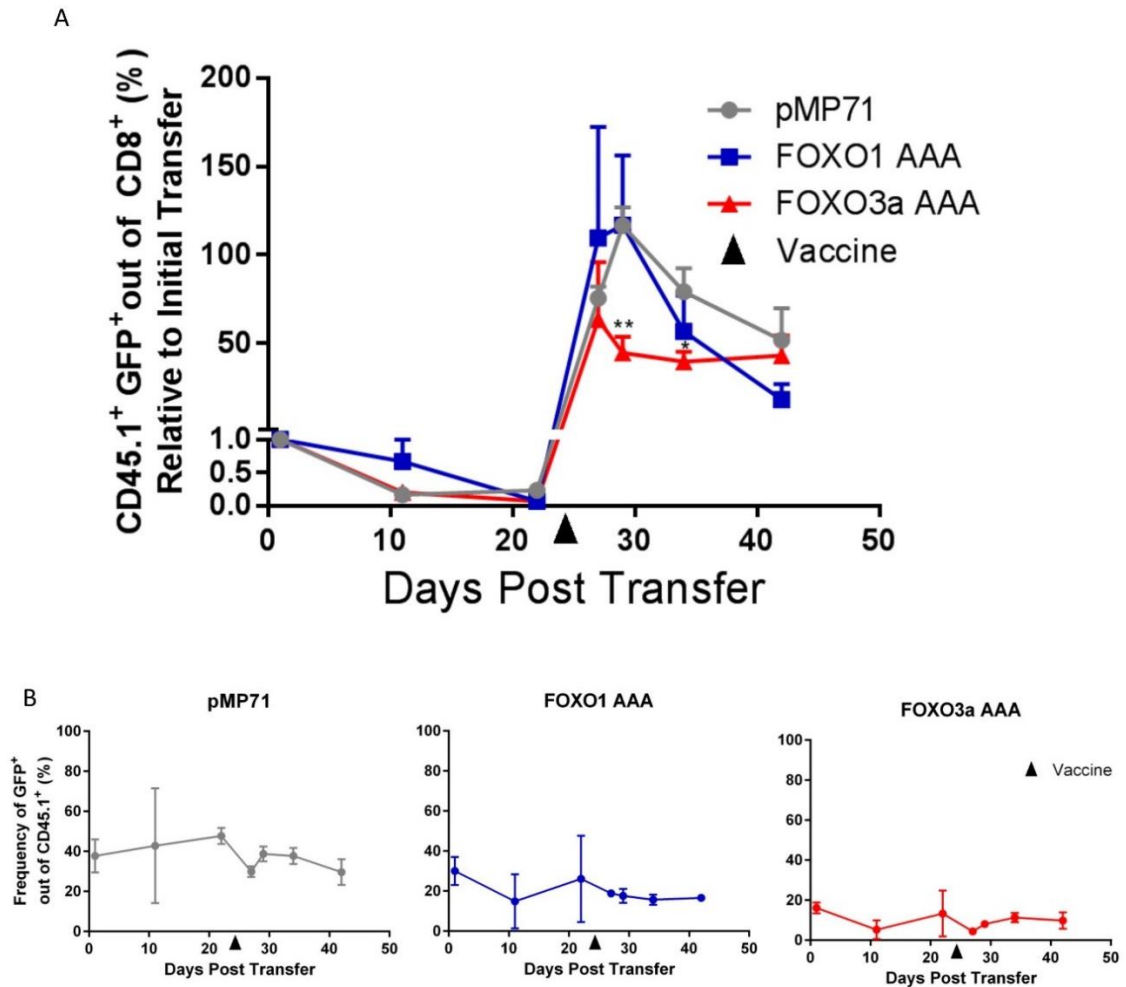 A
CD45.1+ GFP+out of CD8+ (%)
Relative to Initial Transfer
200
150
100
50
1.0
0.5
0.0
pMP71
FOXO1 AAA
FOXO3a AAA
Vaccine
**
*
0 10 20 30 40 50
Days Post Transfer
B
pMP71
Frequency of GFP+
out of CD45.1+ (%)
100
80
60
40
20
0
0 10 20 30 40 50
Days Post Transfer
FOXO1 AAA
100
80
60
40
20
0
0 10 20 30 40 50
Days Post Transfer
FOXO3a AAA
100
80
60
40
20
0
Vaccine
0 10 20 30 40 50
Days Post Transfer